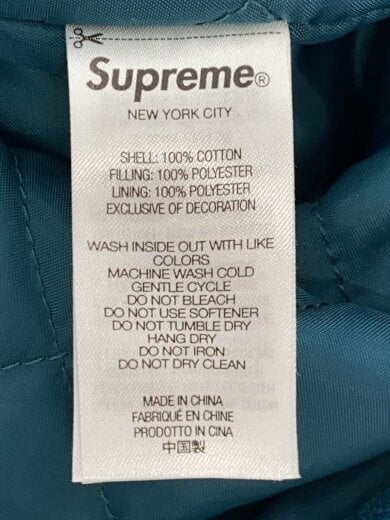 Supreme®
NEW YORK CITY
SHELL: 100% COTTON
FILLING: 100% POLYESTER
LINING: 100% POLYESTER
EXCLUSIVE OF DECORATION
WASH INSIDE OUT WITH LIKE
COLORS
MACHINE WASH COLD
GENTLE CYCLE
DO NOT BLEACH
DO NOT USE SOFTENER
DO NOT TUMBLE DRY
HANG DRY
DO NOT IRON
DO NOT DRY CLEAN
MADE IN CHINA
FABRIQUÉ EN CHINE
PRODOTTO IN CINA
中国製